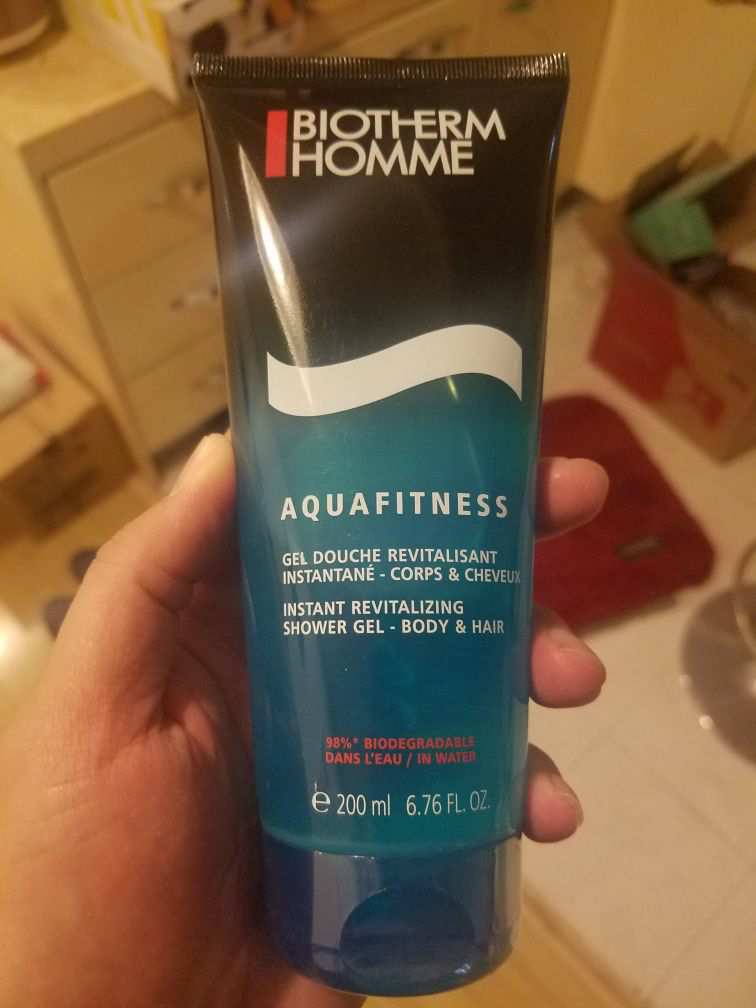 BIOTHERM
HOMME
AQUAFITNESS
GEL DOUCHE REVITALISANT
INSTANTANÉ - CORPS & CHEVEUX
INSTANT REVITALIZING
SHOWER GEL - BODY & HAIR
98%* BIODEGRADABLE
DANS L'EAU / IN WATER
℮ 200 ml 6.76 FL. OZ.